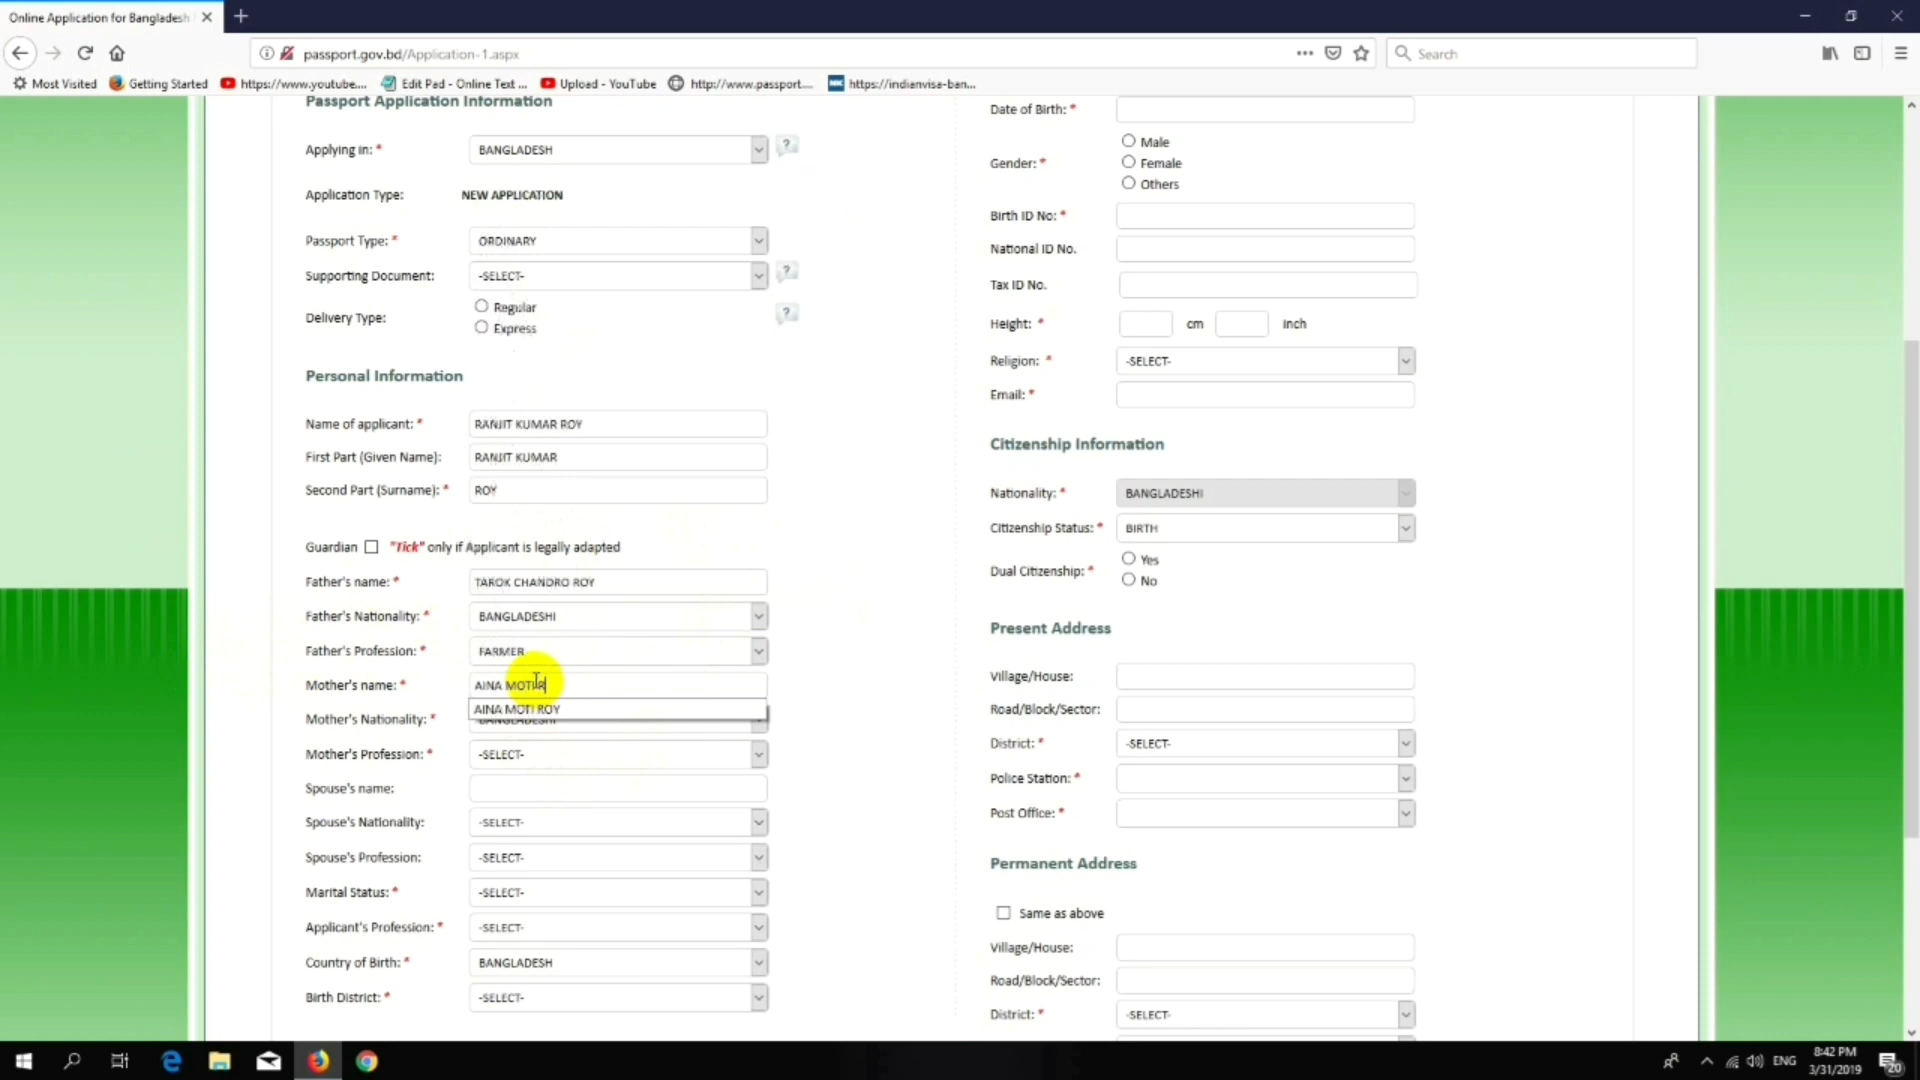 Online Application for Bangladesh
passport.gov.bd/Application-1.aspx
Search
Most Visited
Getting Started
https://www.youtube....
Edit Pad - Online Text ...
Upload - YouTube
http://www.passport....
https://indianvisa-ban...
Passport Application Information
Applying in: * BANGLADESH
Application Type: NEW APPLICATION
Passport Type: * ORDINARY
Supporting Document: -SELECT-
Delivery Type:
Regular
Express
Personal Information
Name of applicant: * RANJIT KUMAR ROY
First Part (Given Name): RANJIT KUMAR
Second Part (Surname): * ROY
Guardian "Tick" only if Applicant is legally adapted
Father's name: * TAROK CHANDRO ROY
Father's Nationality: * BANGLADESHI
Father's Profession: * FARMER
Mother's name: * AINA MOTI R
AINA MOTI ROY
Mother's Nationality: * BANGLADESHI
Mother's Profession: * -SELECT-
Spouse's name:
Spouse's Nationality: -SELECT-
Spouse's Profession: -SELECT-
Marital Status: * -SELECT-
Applicant's Profession: * -SELECT-
Country of Birth: * BANGLADESH
Birth District: * -SELECT-
Date of Birth: *
Gender: *
Male
Female
Others
Birth ID No: *
National ID No.
Tax ID No.
Height: * cm inch
Religion: * -SELECT-
Email: *
Citizenship Information
Nationality: * BANGLADESHI
Citizenship Status: * BIRTH
Dual Citizenship: *
Yes
No
Present Address
Village/House:
Road/Block/Sector:
District: * -SELECT-
Police Station: *
Post Office: *
Permanent Address
Same as above
Village/House:
Road/Block/Sector:
District: * -SELECT-
ENG
8:42 PM
3/31/2019
20